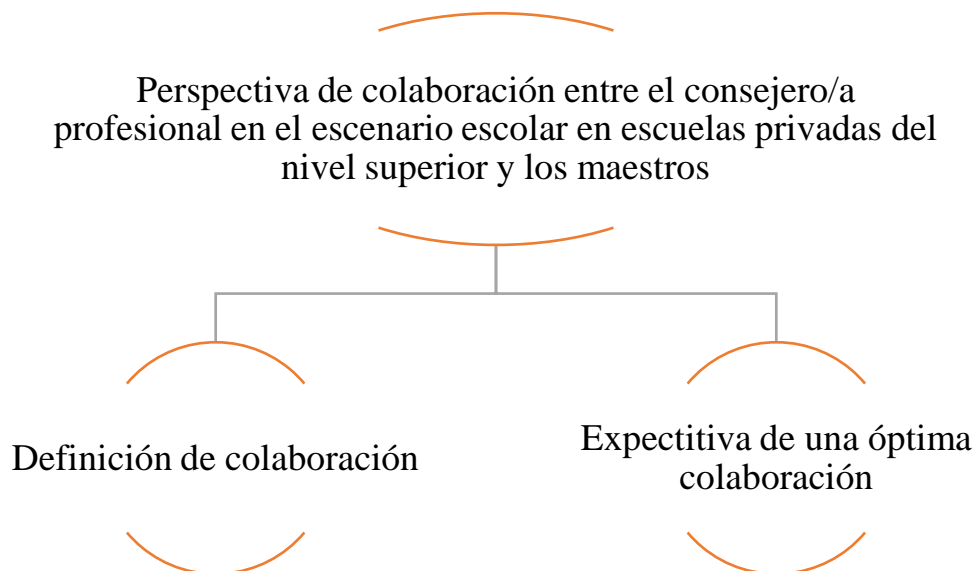 Perspectiva de colaboración entre el consejero/a
profesional en el escenario escolar en escuelas privadas del
nivel superior y los maestros
Definición de colaboración
Expectitiva de una óptima
colaboración